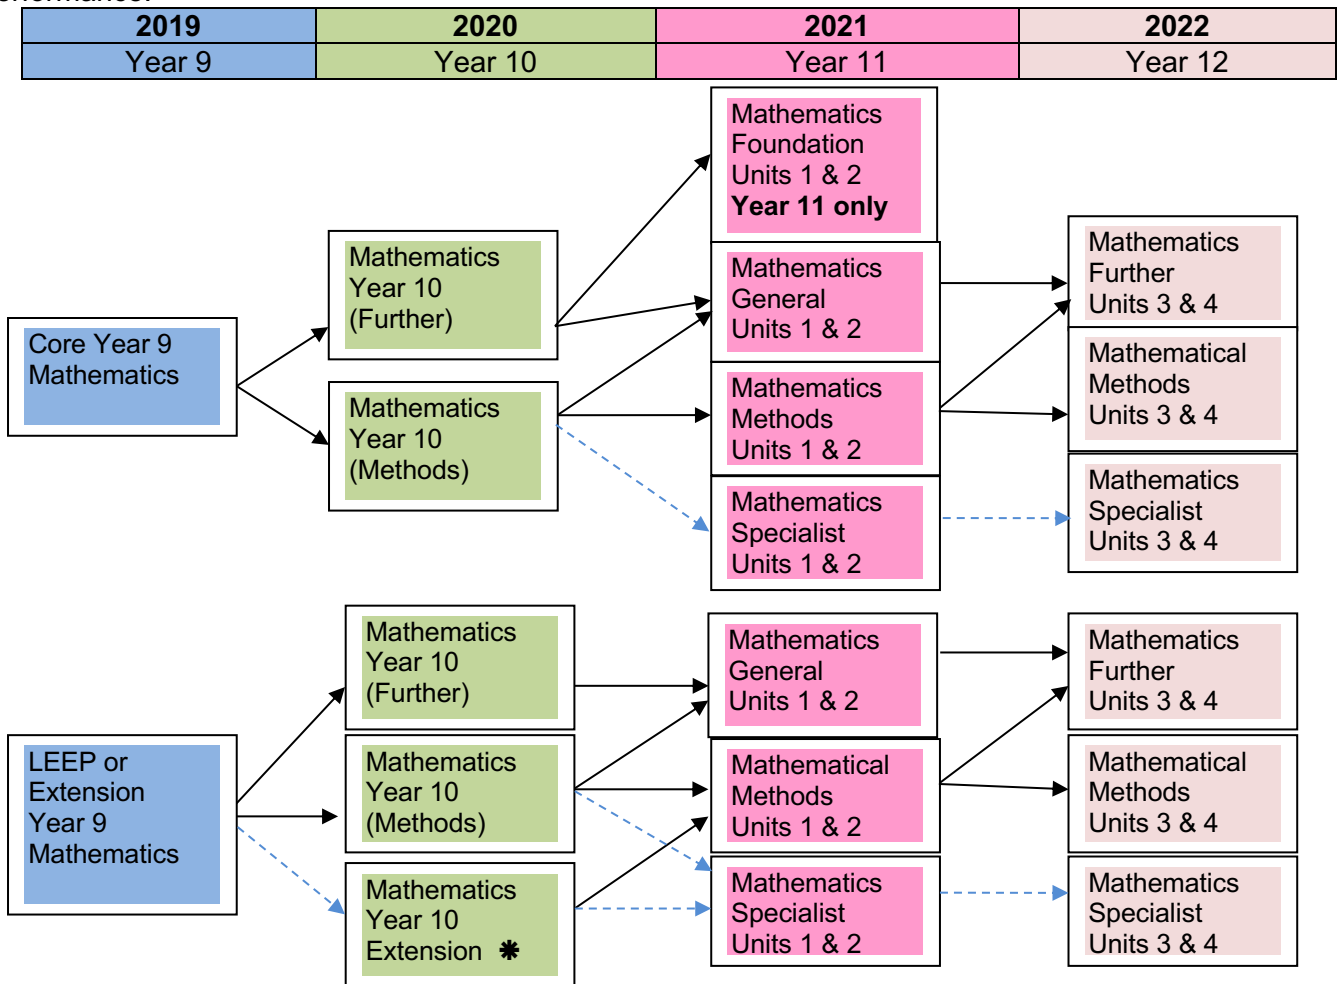 2019 2020 2021 2022
Year 9 Year 10 Year 11 Year 12
Core Year 9
Mathematics
Mathematics
Year 10
(Further)
Mathematics
Year 10
(Methods)
Mathematics
Foundation
Units 1 & 2
Year 11 only
Mathematics
General
Units 1 & 2
Mathematics
Methods
Units 1 & 2
Mathematics
Specialist
Units 1 & 2
Mathematics
Further
Units 3 & 4
Mathematical
Methods
Units 3 & 4
Mathematics
Specialist
Units 3 & 4
LEEP or
Extension
Year 9
Mathematics
Mathematics
Year 10
(Further)
Mathematics
Year 10
(Methods)
Mathematics
Year 10
Extension ✱
Mathematics
General
Units 1 & 2
Mathematical
Methods
Units 1 & 2
Mathematics
Specialist
Units 1 & 2
Mathematics
Further
Units 3 & 4
Mathematical
Methods
Units 3 & 4
Mathematics
Specialist
Units 3 & 4